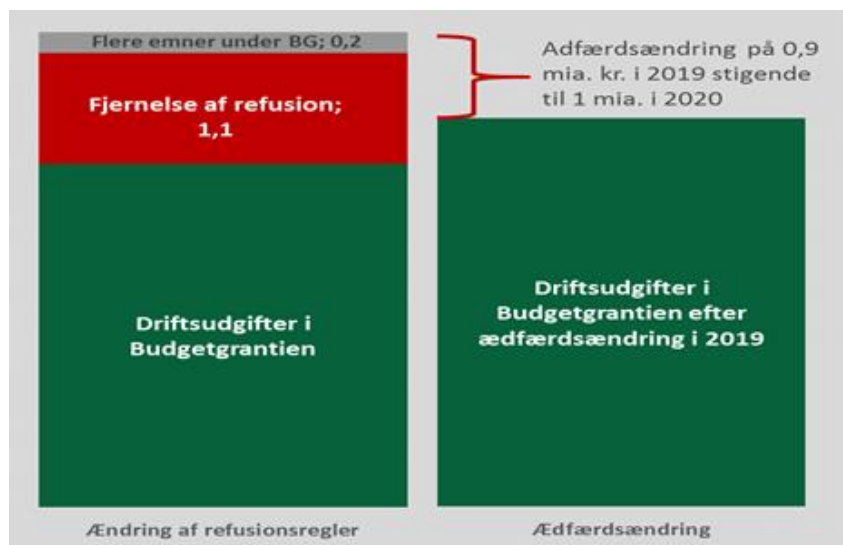 Flere emner under BG; 0,2
Fjernelse af refusion;
1,1
Driftsudgifter i
Budgetgrantien
Ændring af refusionsregler
Adfærdsændring på 0,9
mia. kr. i 2019 stigende
til 1 mia. i 2020
Driftsudgifter i
Budgetgrantien efter
ædfærdsændring i 2019
Ædfærdsændring